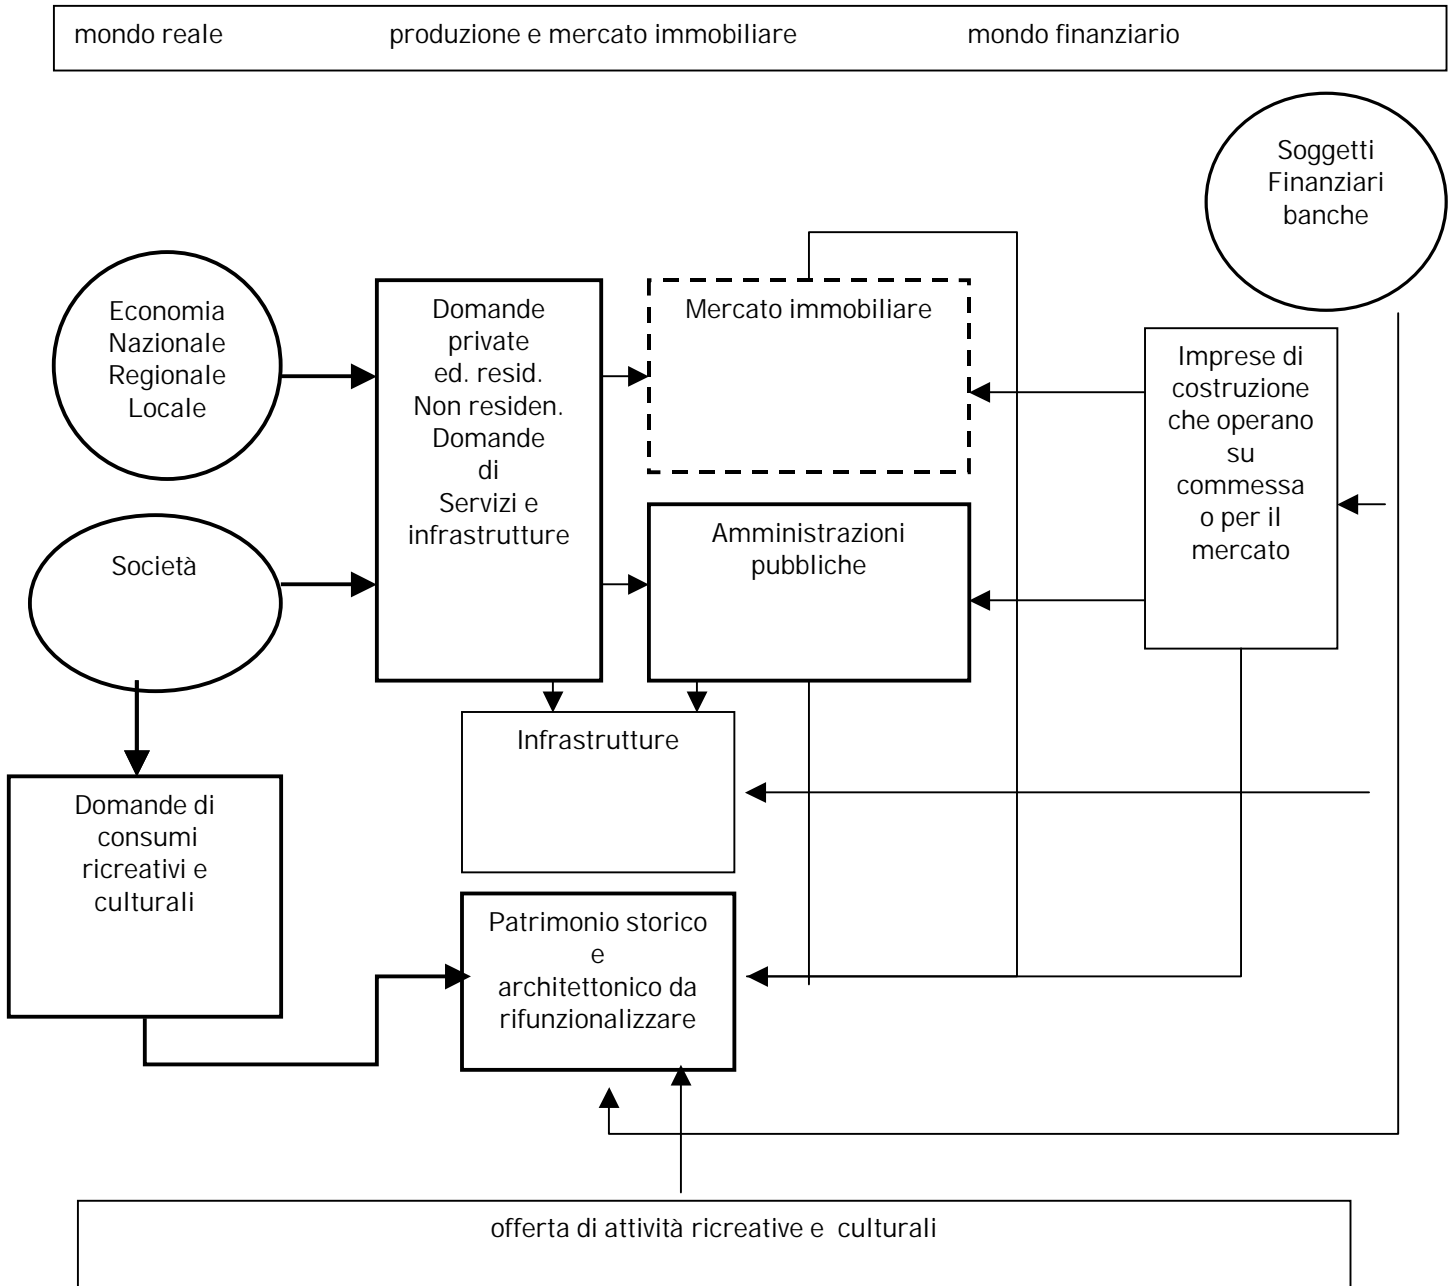 mondo reale produzione e mercato immobiliare mondo finanziario
Soggetti
Finanziari
banche
Economia
Nazionale
Regionale
Locale
Domande
private
ed. resid.
Non residen.
Domande
di
Servizi e
infrastrutture
Mercato immobiliare
Imprese di
costruzione
che operano
su
commessa
o per il
mercato
Società
Amministrazioni
pubbliche
Infrastrutture
Domande di
consumi
ricreativi e
culturali
Patrimonio storico
e
architettonico da
rifunzionalizzare
offerta di attività ricreative e culturali